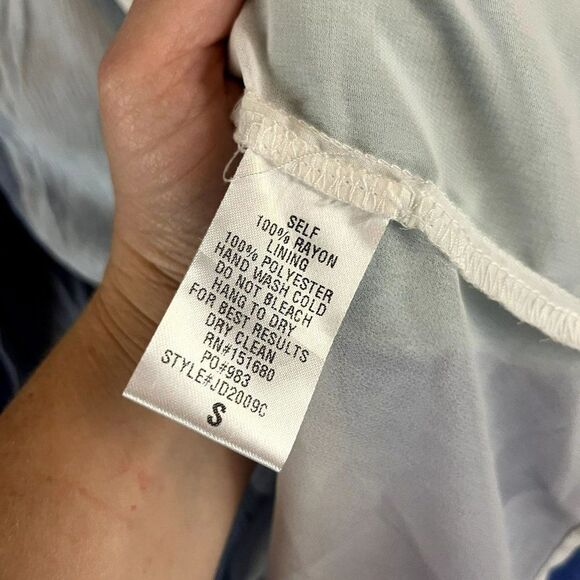 SELF
100% RAYON
LINING
100% POLYESTER
HAND WASH COLD
DO NOT BLEACH
HANG TO DRY
FOR BEST RESULTS
DRY CLEAN
RN#151680
PO#983
STYLE#JD2009C
S